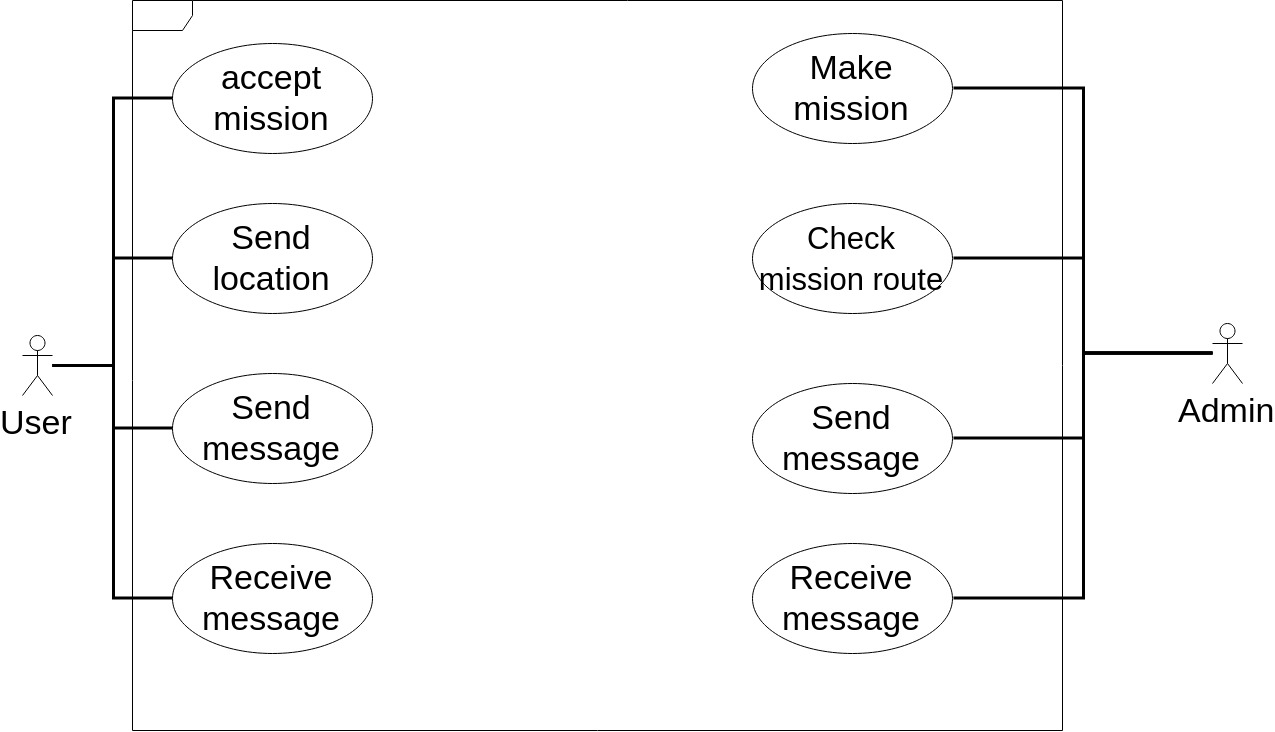 accept
mission
Send
location
Send
message
Receive
message
Make
mission
Check
mission route
Send
message
Receive
message
User
Admin